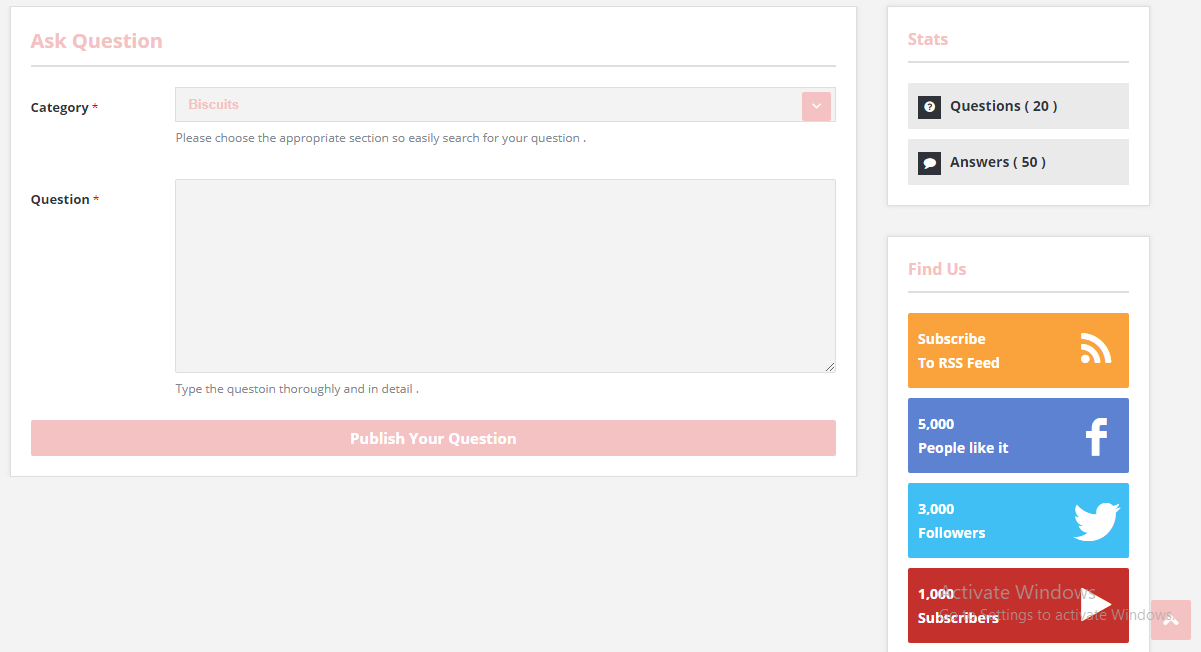 Ask Question
Category *
Biscuits
Please choose the appropriate section so easily search for your question .
Question *
Type the questoin thoroughly and in detail .
Publish Your Question
Stats
Questions ( 20 )
Answers ( 50 )
Find Us
Subscribe
To RSS Feed
5,000
People like it
3,000
Followers
1,000
Subscribers
Activate Windows
Go to Settings to activate Windows.